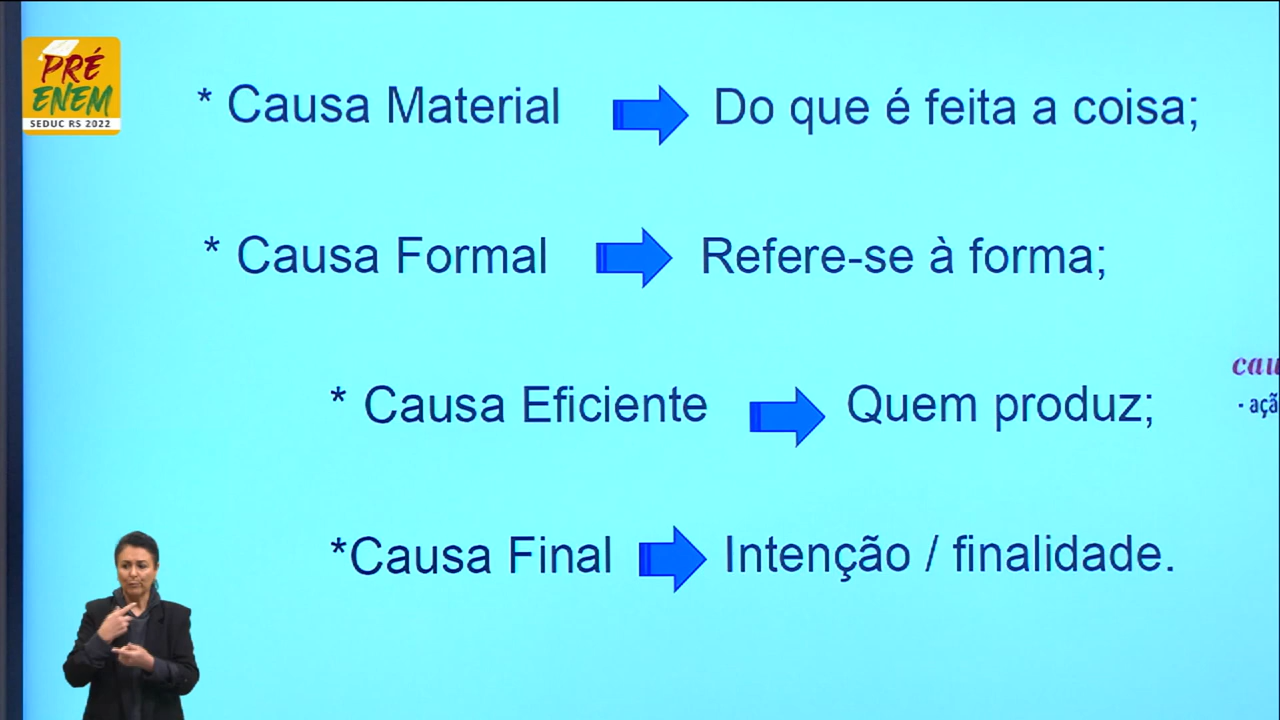 PRÉ
ENEM
SEDUC RS 2022
* Causa Material Do que é feita a coisa;
* Causa Formal Refere-se à forma;
* Causa Eficiente Quem produz;
*Causa Final Intenção / finalidade.